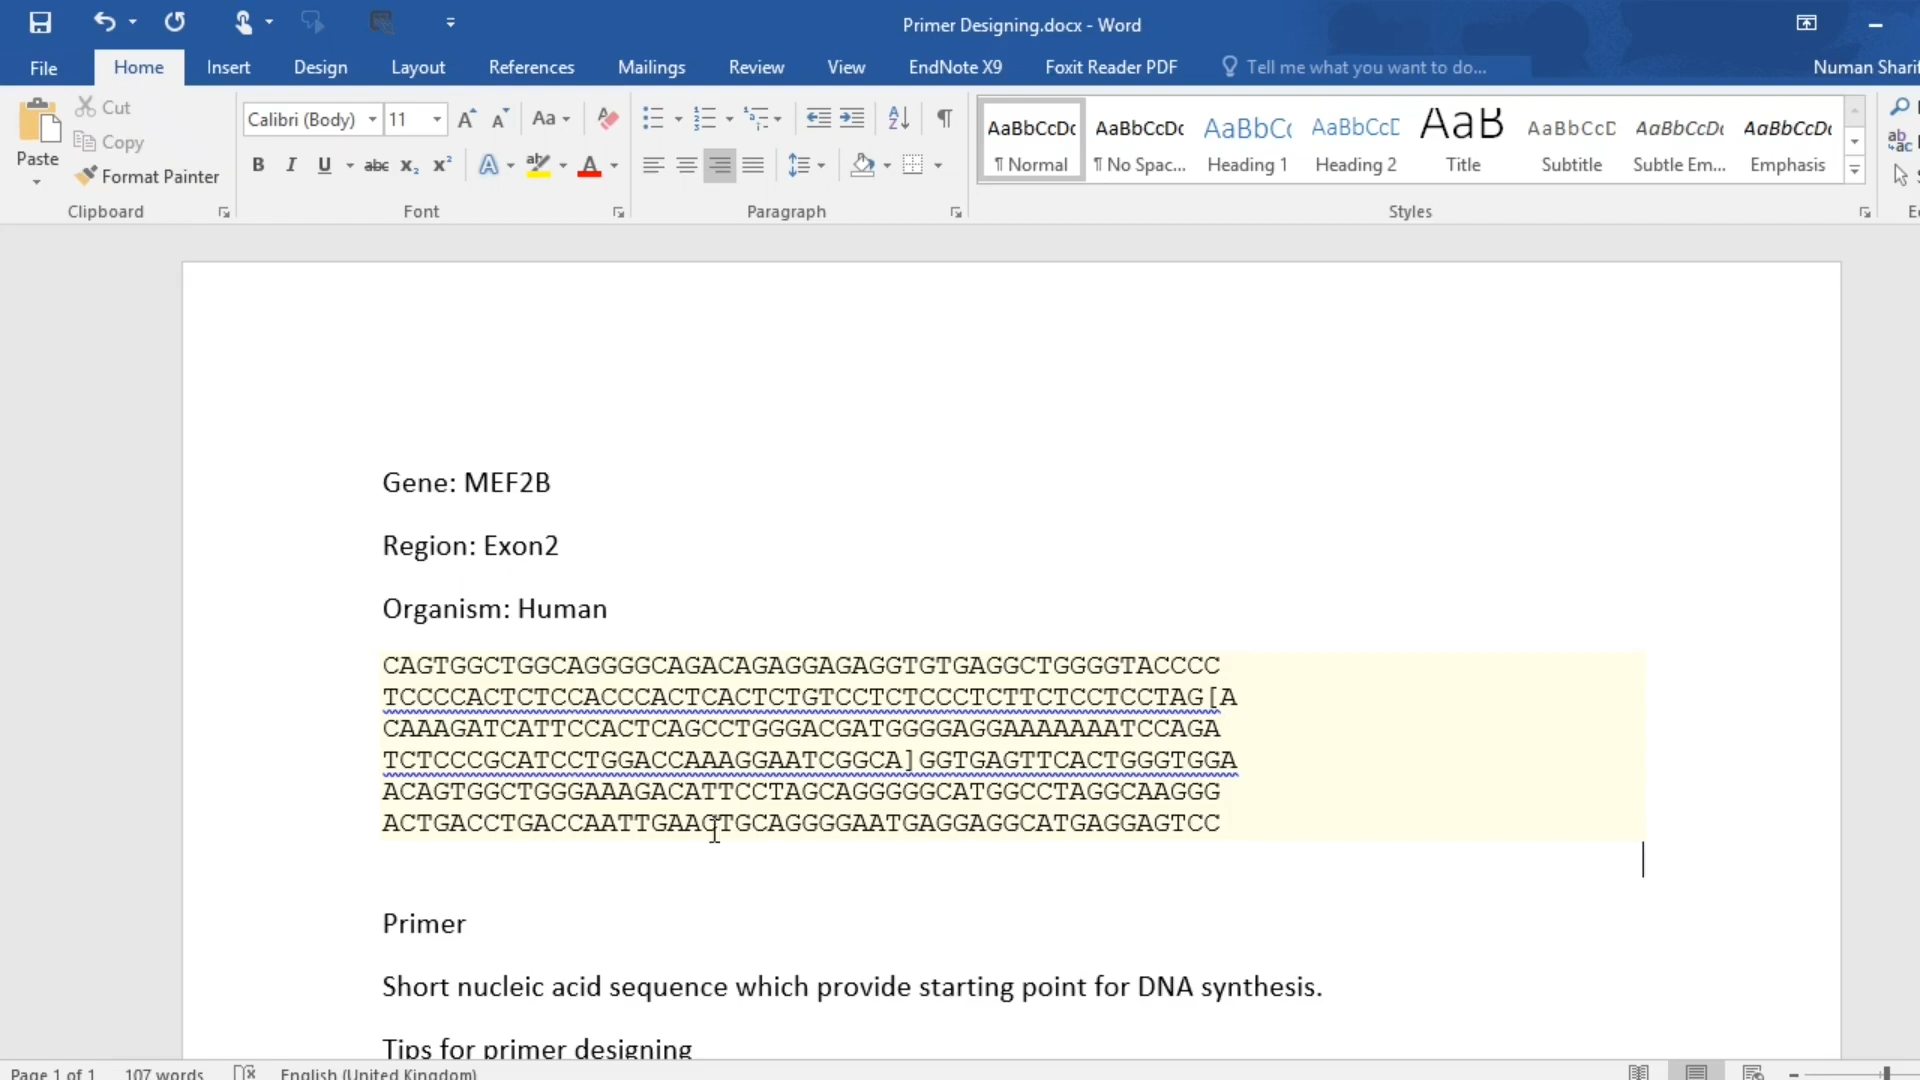 Primer Designing.docx - Word
File Home Insert Design Layout References Mailings Review View EndNote X9 Foxit Reader PDF Tell me what you want to do... Numan Sharif
Paste
Cut
Copy
Format Painter
Clipboard
Calibri (Body) 11
Font
Paragraph
AaBbCcDc AaBbCcDc AaBbC AaBbCcD AaB AaBbCcD AaBbCcDc AaBbCcDc
¶ Normal ¶ No Spac... Heading 1 Heading 2 Title Subtitle Subtle Em... Emphasis
Styles
Gene: MEF2B
Region: Exon2
Organism: Human
CAGTGGCTGGCAGGGGCAGACAGAGGAGAGGTGTGAGGCTGGGGTACCCC
TCCCCACTCTCCACCCACTCACTCTGTCCTCTCCCTCTTCTCCTCCTAG[A
CAAAGATCATTCCACTCAGCCTGGGACGATGGGGAGGAAAAAAATCCAGA
TCTCCCGCATCCTGGACCAAAGGAATCGGCA]GGTGAGTTCACTGGGTGGA
ACAGTGGCTGGGAAAGACATTCCTAGCAGGGGGCATGGCCTAGGCAAGGG
ACTGACCTGACCAATTGAAGTGCAGGGGAATGAGGAGGCATGAGGAGTCC
Primer
Short nucleic acid sequence which provide starting point for DNA synthesis.
Tips for primer designing
Page 1 of 1 107 words English (United Kingdom)